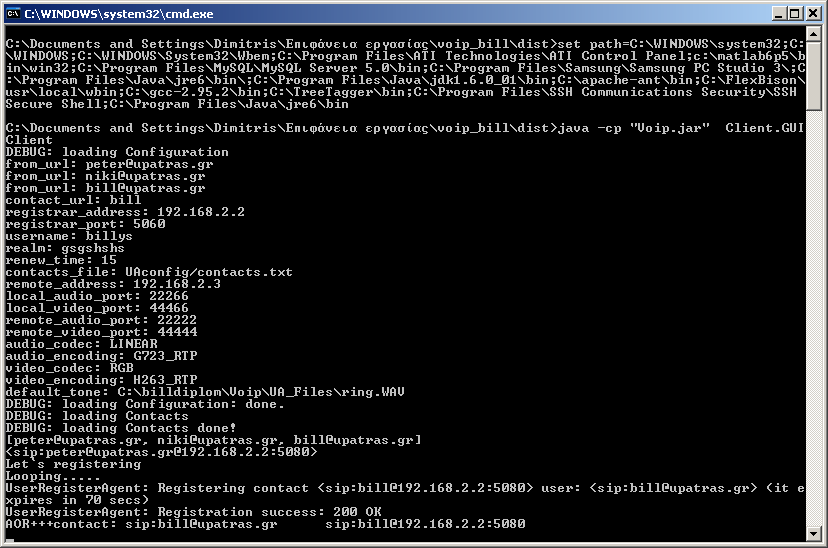 C:\WINDOWS\system32\cmd.exe
C:\Documents and Settings\Dimitris\Επιφάνεια εργασίας\voip_bill\dist>set path=C:\WINDOWS\system32;C:
\WINDOWS;C:\WINDOWS\System32\Wbem;C:\Program Files\ATI Technologies\ATI Control Panel;c:\matlab6p5\b
in\win32;C:\Program Files\MySQL\MySQL Server 5.0\bin;C:\Program Files\Samsung\Samsung PC Studio 3\;C
:\Program Files\Java\jre6\bin\;C:\Program Files\Java\jdk1.6.0_01\bin;C:\apache-ant\bin;C:\FlexBison\
usr\local\wbin;C:\gcc-2.95.2\bin;C:\TreeTagger\bin;C:\Program Files\SSH Communications Security\SSH
Secure Shell;C:\Program Files\Java\jre6\bin
C:\Documents and Settings\Dimitris\Επιφάνεια εργασίας\voip_bill\dist>java -cp "Voip.jar"  Client.GUI
Client
DEBUG: loading Configuration
from_url: peter@upatras.gr
from_url: niki@upatras.gr
from_url: bill@upatras.gr
contact_url: bill
registrar_address: 192.168.2.2
registrar_port: 5060
username: billys
realm: gsgshshs
renew_time: 15
contacts_file: UAconfig/contacts.txt
remote_address: 192.168.2.3
local_audio_port: 22266
local_video_port: 44466
remote_audio_port: 22222
remote_video_port: 44444
audio_codec: LINEAR
audio_encoding: G723_RTP
video_codec: RGB
video_encoding: H263_RTP
default_tone: C:\billdiplom\Voip\UA_Files\ring.WAV
DEBUG: loading Configuration: done.
DEBUG: loading Contacts
DEBUG: loading Contacts done!
[peter@upatras.gr, niki@upatras.gr, bill@upatras.gr]
<sip:peter@upatras.gr@192.168.2.2:5080>
Let`s registering
Looping.....
UserRegisterAgent: Registering contact <sip:bill@192.168.2.2:5080> user: <sip:bill@upatras.gr> (it e
xpires in 70 secs)
UserRegisterAgent: Registration success: 200 OK
AOR+++contact: sip:bill@upatras.gr      sip:bill@192.168.2.2:5080